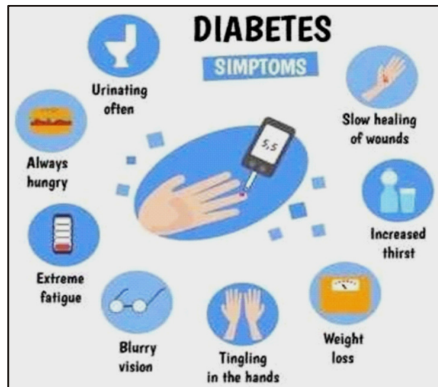 DIABETES
SIMPTOMS
Urinating
often
Slow healing
of wounds
5,5
Always
hungry
Increased
thirst
Extreme
fatigue
Blurry
vision
Tingling
in the hands
Weight
loss